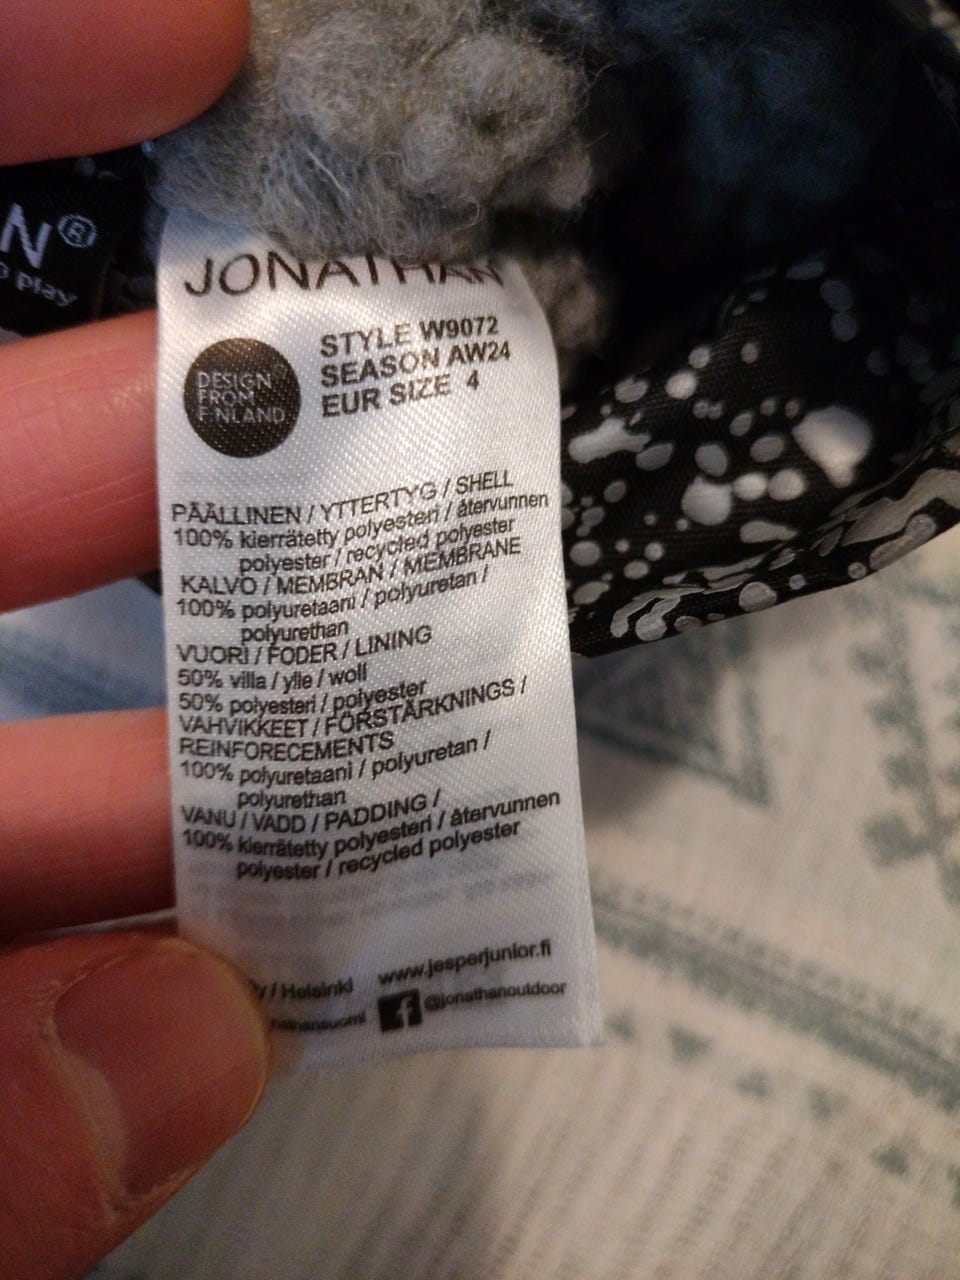 N®
play
JONATHAN
DESIGN
FROM
FINLAND
STYLE W9072
SEASON AW24
EUR SIZE 4
PÄÄLLINEN / YTTERTYG / SHELL
100% kierrätetty polyesteri / återvunnen
polyester / recycled polyester
KALVO / MEMBRAN / MEMBRANE
100% polyuretaani / polyuretan /
polyurethan
VUORI / FODER / LINING
50% villa / ylle / woll
50% polyesteri / polyester
VAHVIKKEET / FÖRSTÄRKNINGS /
REINFORECEMENTS
100% polyuretaani / polyuretan /
polyurethan
VANU / VADD / PADDING /
100% kierrätetty polyesteri / återvunnen
polyester / recycled polyester
y / Helsinki www.jesperjunior.fi
nathansuomi f @jonathanoutdoor